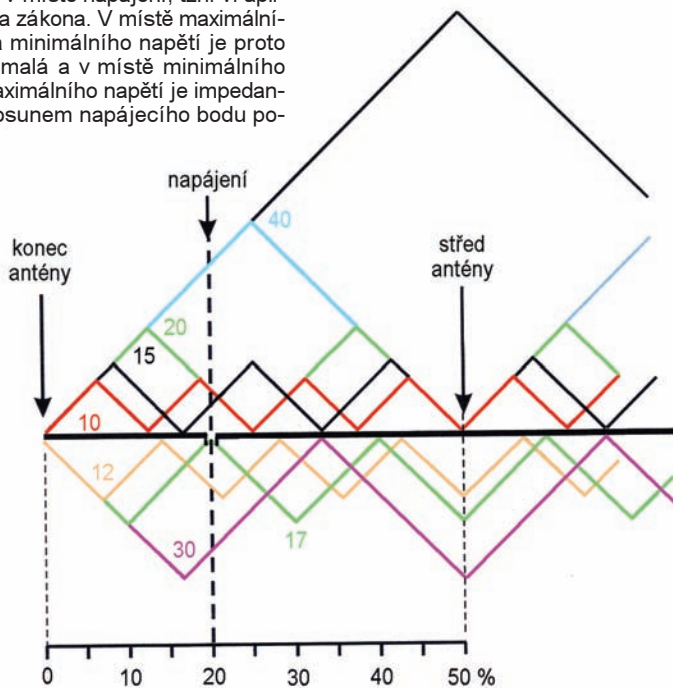 v místě napájení,
a zákona. V místě maximální-
a minimálního napětí je proto
malá a v místě minimálního
aximálního napětí je impedan-
osunem napájecího bodu po-
napájení
40
konec
antény
střed
antény
20
15
10
12
17
30
0 10 20 30 40 50 %